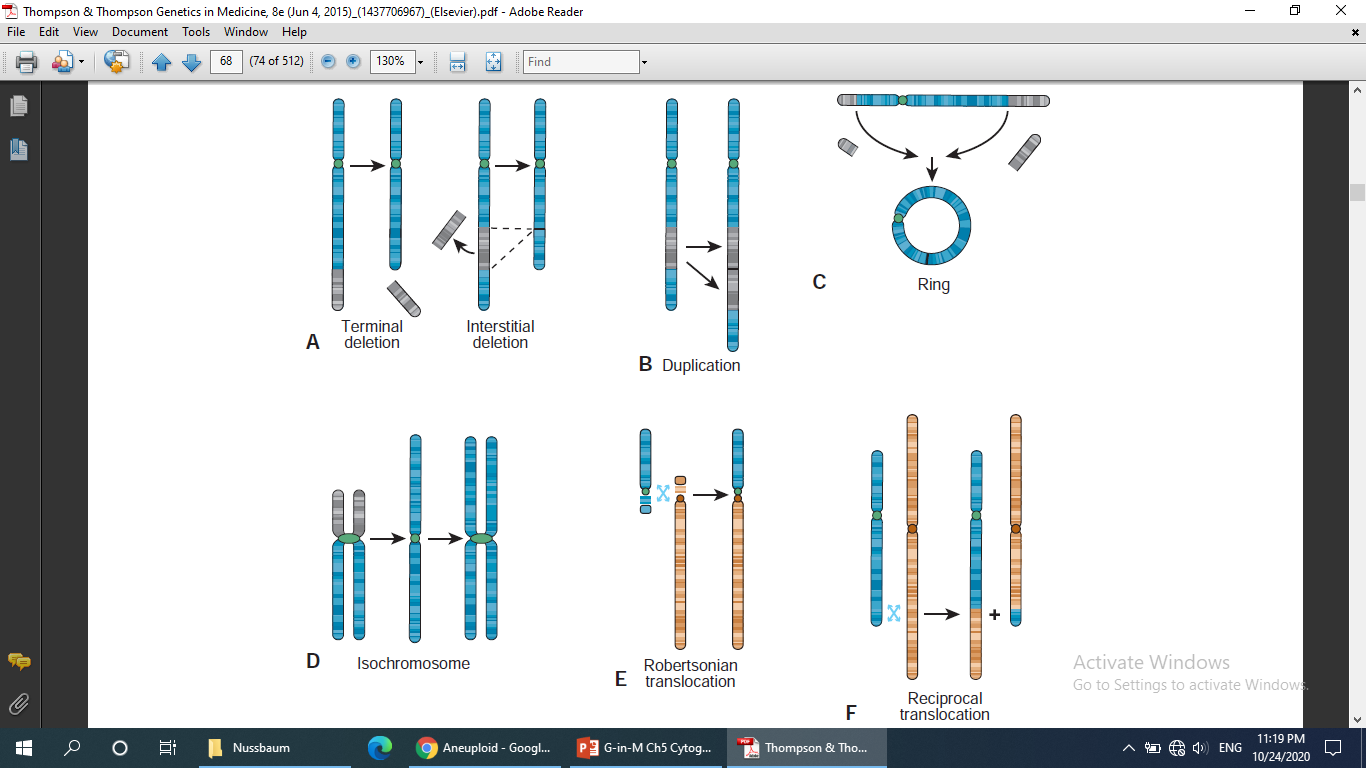 Thompson & Thompson Genetics in Medicine, 8e (Jun 4, 2015)_(1437706967)_(Elsevier).pdf - Adobe Reader
File Edit View Document Tools Window Help
68 (74 of 512) 130% Find
A
Terminal
deletion
Interstitial
deletion
B Duplication
C
Ring
D Isochromosome
E
Robertsonian
translocation
F
Reciprocal
translocation
+
Activate Windows
Go to Settings to activate Windows.
Nussbaum
Aneuploid - Googl...
G-in-M Ch5 Cytog...
Thompson & Tho...
ENG
11:19 PM
10/24/2020